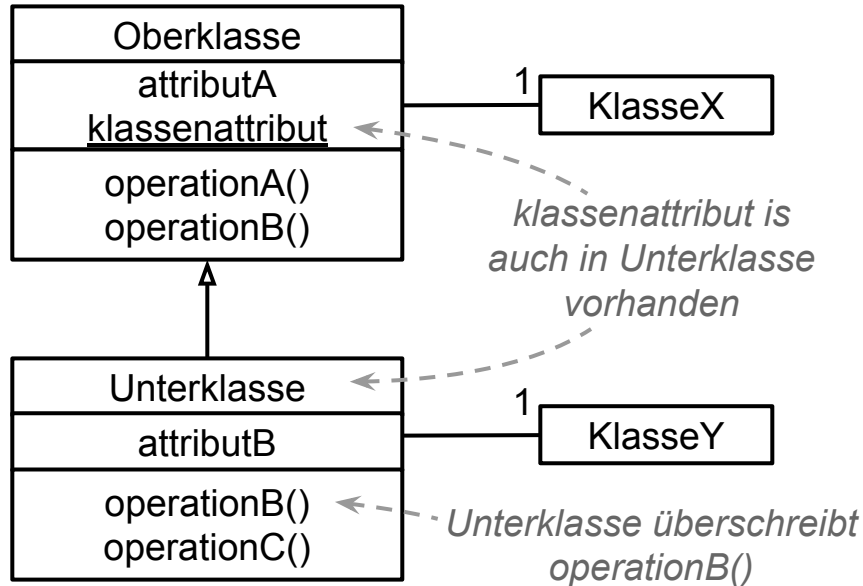 Oberklasse
attributA
klassenattribut
operationA()
operationB()
1
KlasseX
klassenattribut is
auch in Unterklasse
vorhanden
Unterklasse
attributB
operationB()
operationC()
1
KlasseY
Unterklasse überschreibt
operationB()